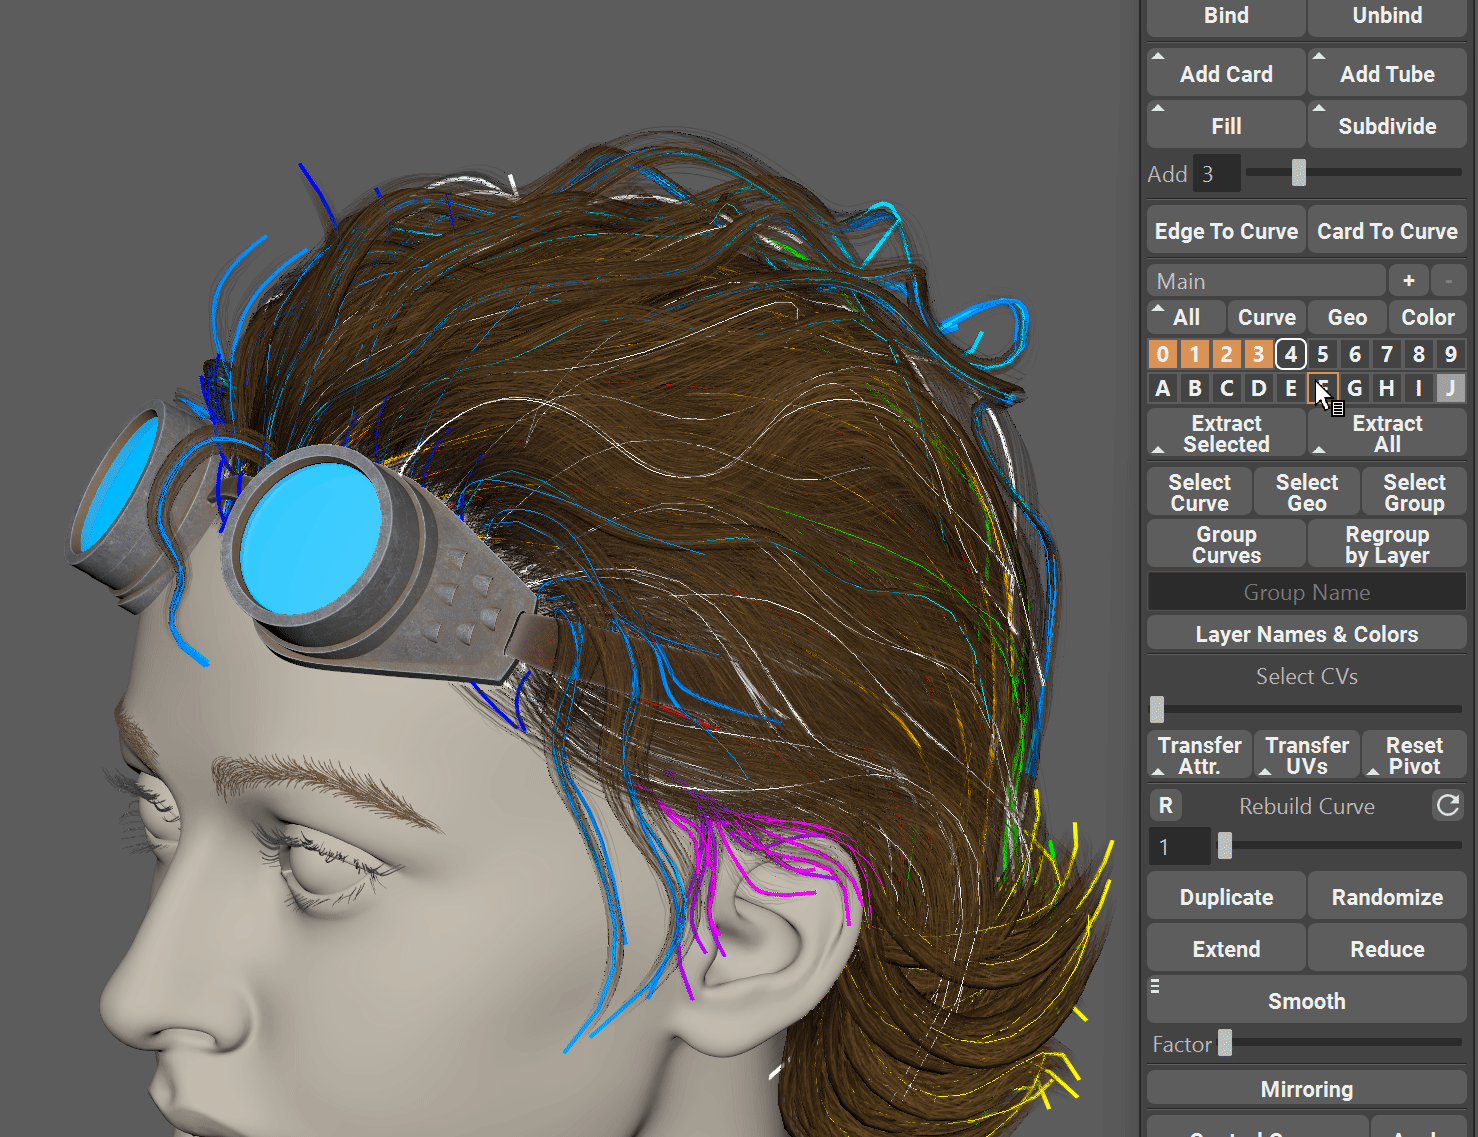 Bind Unbind
Add Card Add Tube
Fill Subdivide
Add 3
Edge To Curve Card To Curve
Main + -
All Curve Geo Color
0 1 2 3 4 5 6 7 8 9
A B C D E G H I J
Extract Selected Extract All
Select Curve Select Geo Select Group
Group Curves Regroup by Layer
Group Name
Layer Names & Colors
Select CVs
Transfer Attr. Transfer UVs Reset Pivot
R Rebuild Curve
1
Duplicate Randomize
Extend Reduce
Smooth
Factor
Mirroring